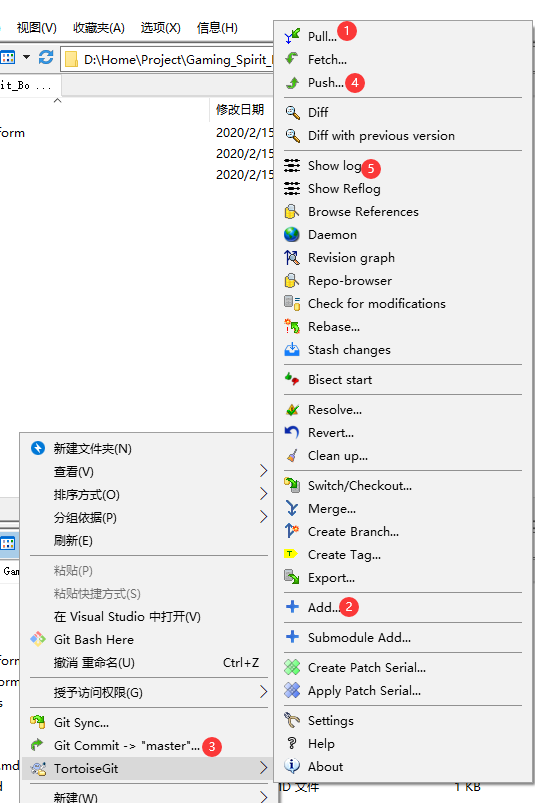 视图(V) 收藏夹(A) 选项(X) 信息(H)
D:\Home\Project\Gaming_Spirit_
it_Bo ...
修改日期
form
2020/2/15
2020/2/15
2020/2/15
Pull... 1
Fetch...
Push... 4
Diff
Diff with previous version
Show log 5
Show Reflog
Browse References
Daemon
Revision graph
Repo-browser
Check for modifications
Rebase...
Stash changes
Bisect start
Resolve...
Revert...
Clean up...
Switch/Checkout...
Merge...
Create Branch...
Create Tag...
Export...
Add... 2
Submodule Add...
Create Patch Serial...
Apply Patch Serial...
Settings
Help
About
新建文件夹(N)
查看(V)
排序方式(O)
分组依据(P)
刷新(E)
粘贴(P)
粘贴快捷方式(S)
在 Visual Studio 中打开(V)
Git Bash Here
撤消 重命名(U) Ctrl+Z
授予访问权限(G)
Git Sync...
Git Commit -> "master"... 3
TortoiseGit
新建(W)
Gam
form
form
s
.md
d
ID 文件 1 KB